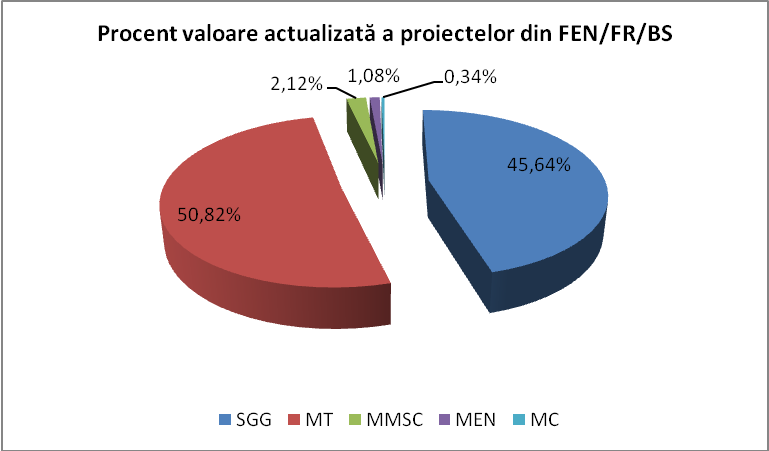 Procent valoare actualizată a proiectelor din FEN/FR/BS
2,12%
1,08%
0,34%
45,64%
50,82%
SGG MT MMSC MEN MC